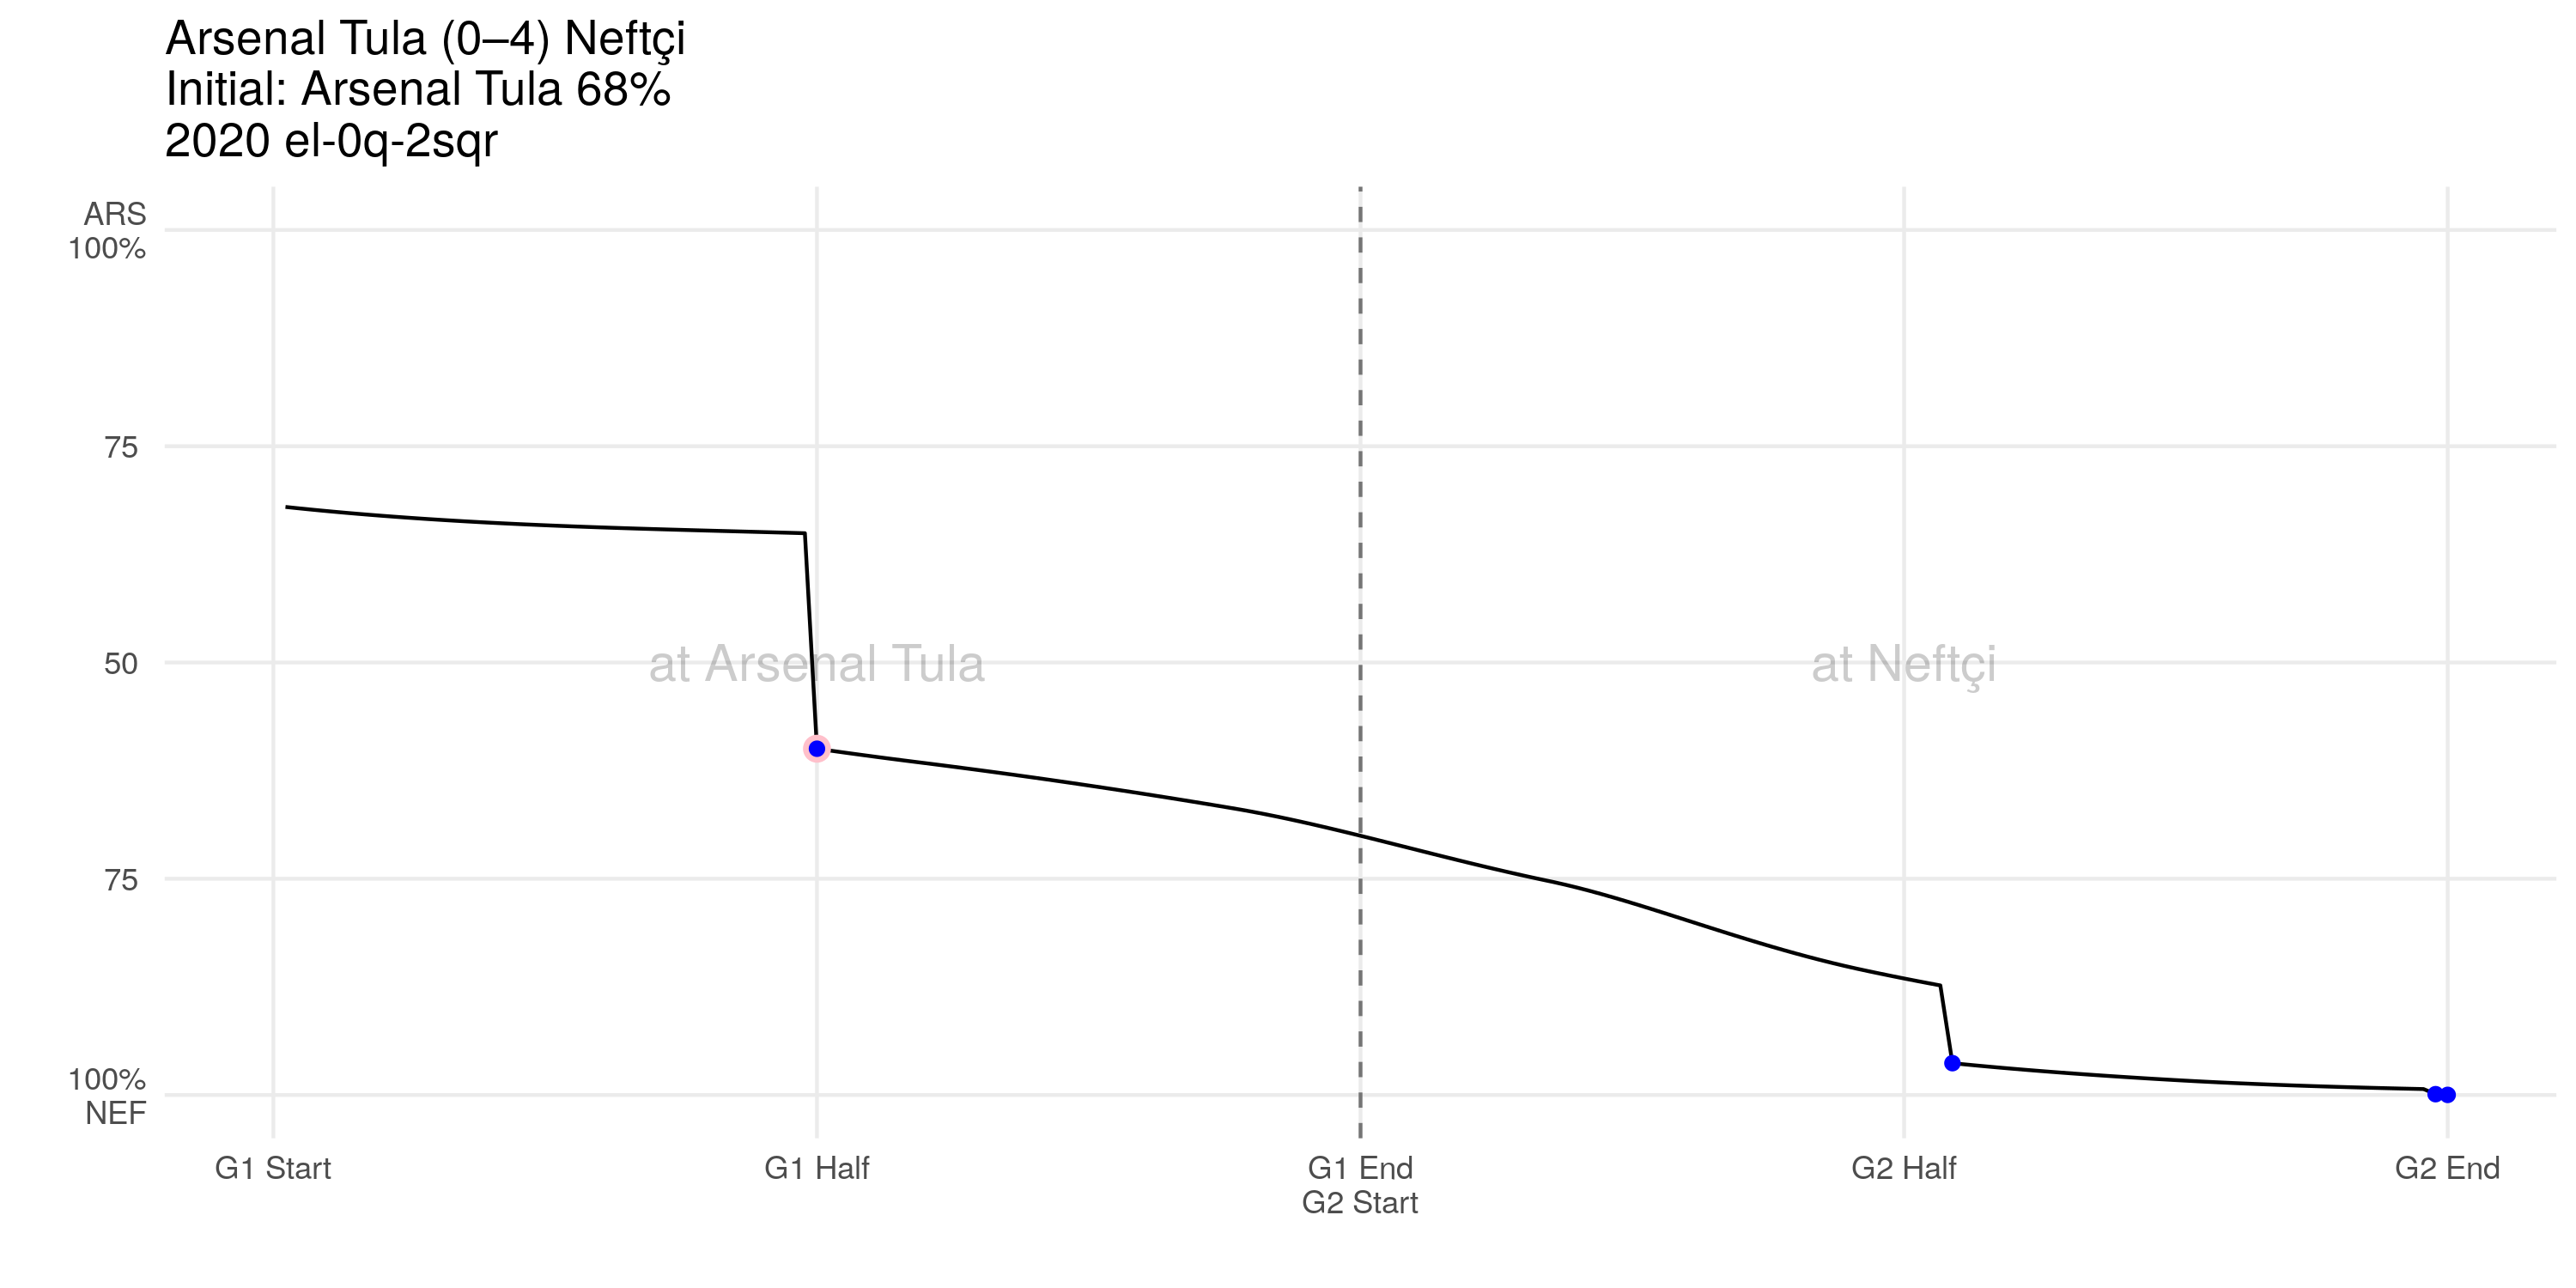 Arsenal Tula (0–4) Neftçi
Initial: Arsenal Tula 68%
2020 el-0q-2sqr
ARS
100%
75
50
75
100%
NEF
at Arsenal Tula
at Neftçi
G1 Start
G1 Half
G1 End
G2 Start
G2 Half
G2 End